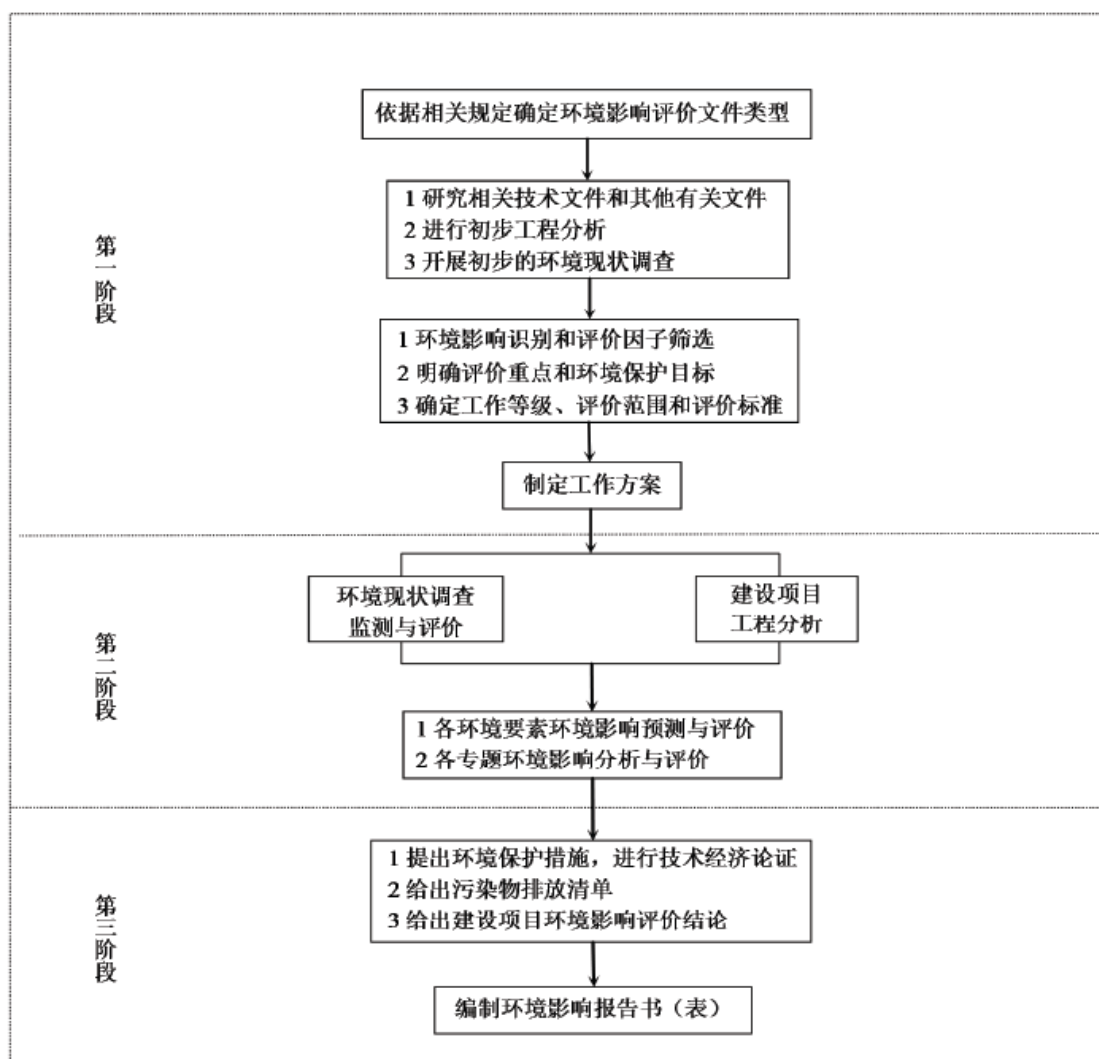 依据相关规定确定环境影响评价文件类型
1 研究相关技术文件和其他有关文件
2 进行初步工程分析
3 开展初步的环境现状调查
第一阶段
1 环境影响识别和评价因子筛选
2 明确评价重点和环境保护目标
3 确定工作等级、评价范围和评价标准
制定工作方案
环境现状调查
监测与评价
建设项目
工程分析
第二阶段
1 各环境要素环境影响预测与评价
2 各专题环境影响分析与评价
1 提出环境保护措施，进行技术经济论证
2 给出污染物排放清单
3 给出建设项目环境影响评价结论
第三阶段
编制环境影响报告书（表）